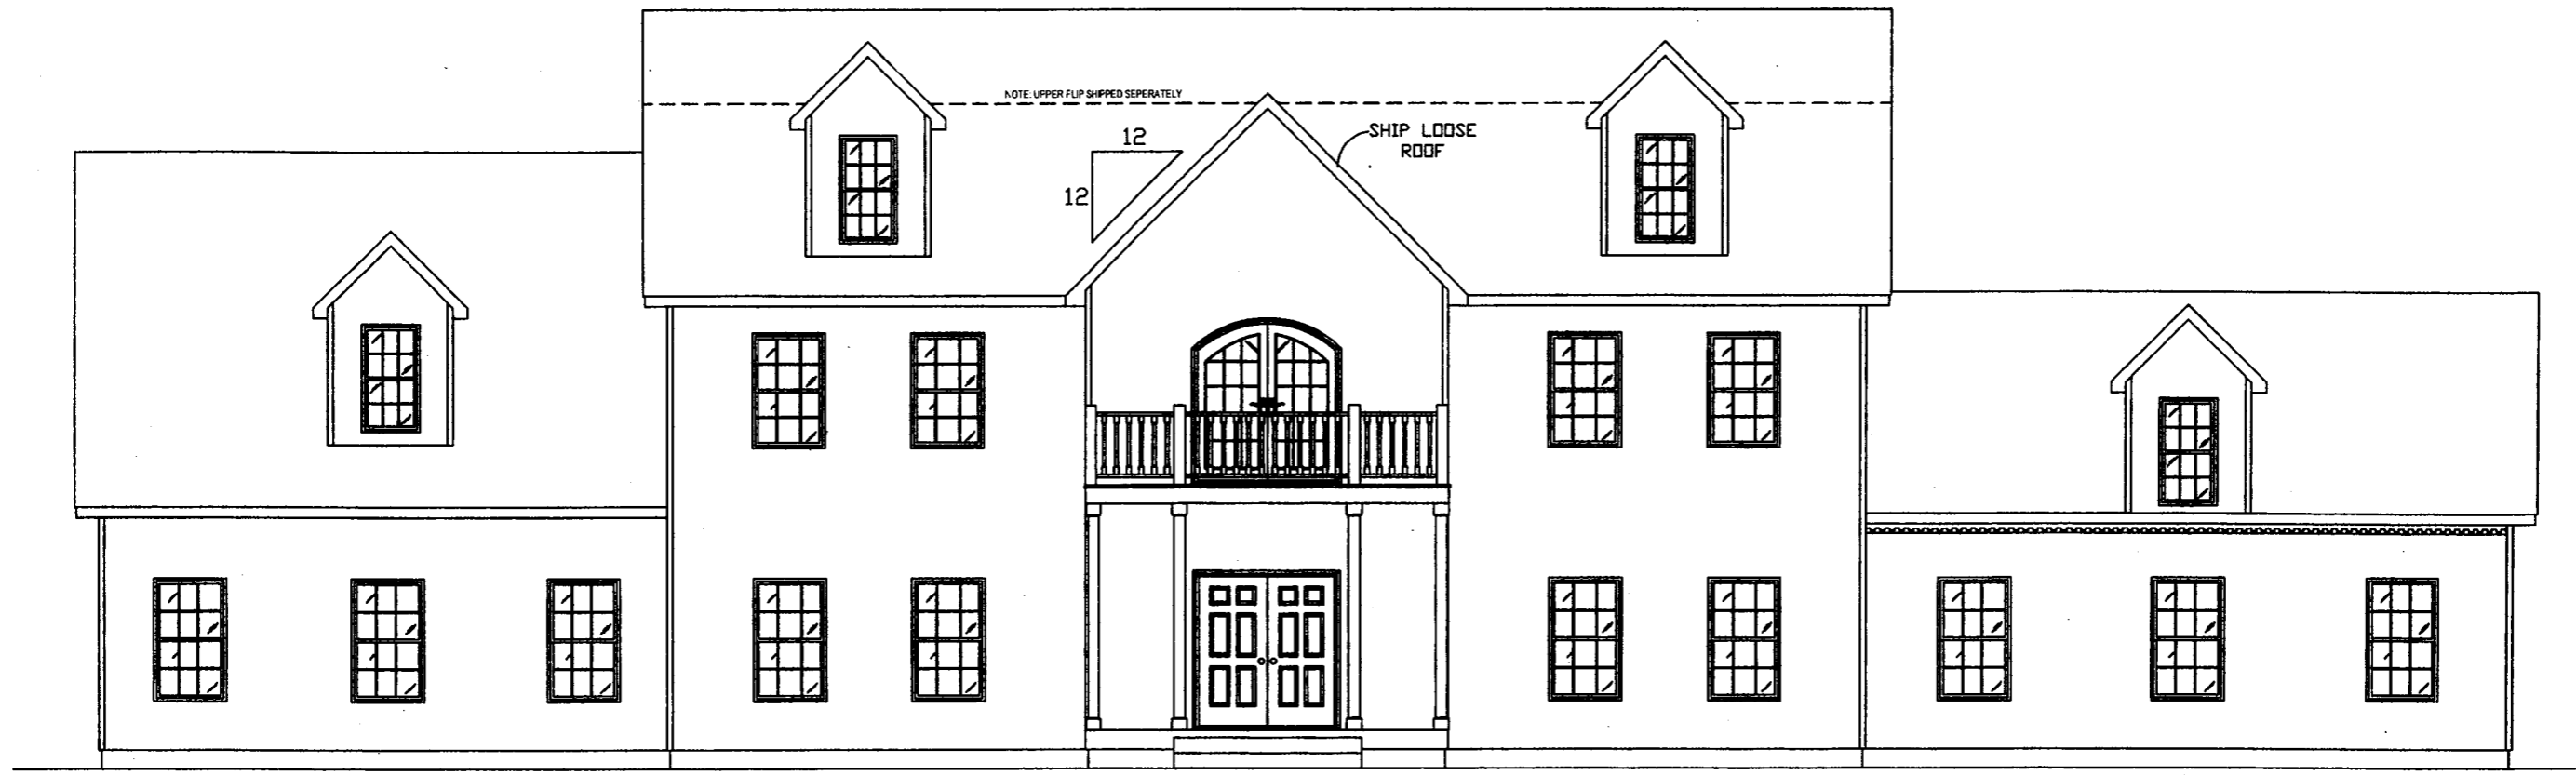 NOTE: UPPER FLIP SHIPPED SEPERATELY
12
12
SHIP LOOSE
ROOF